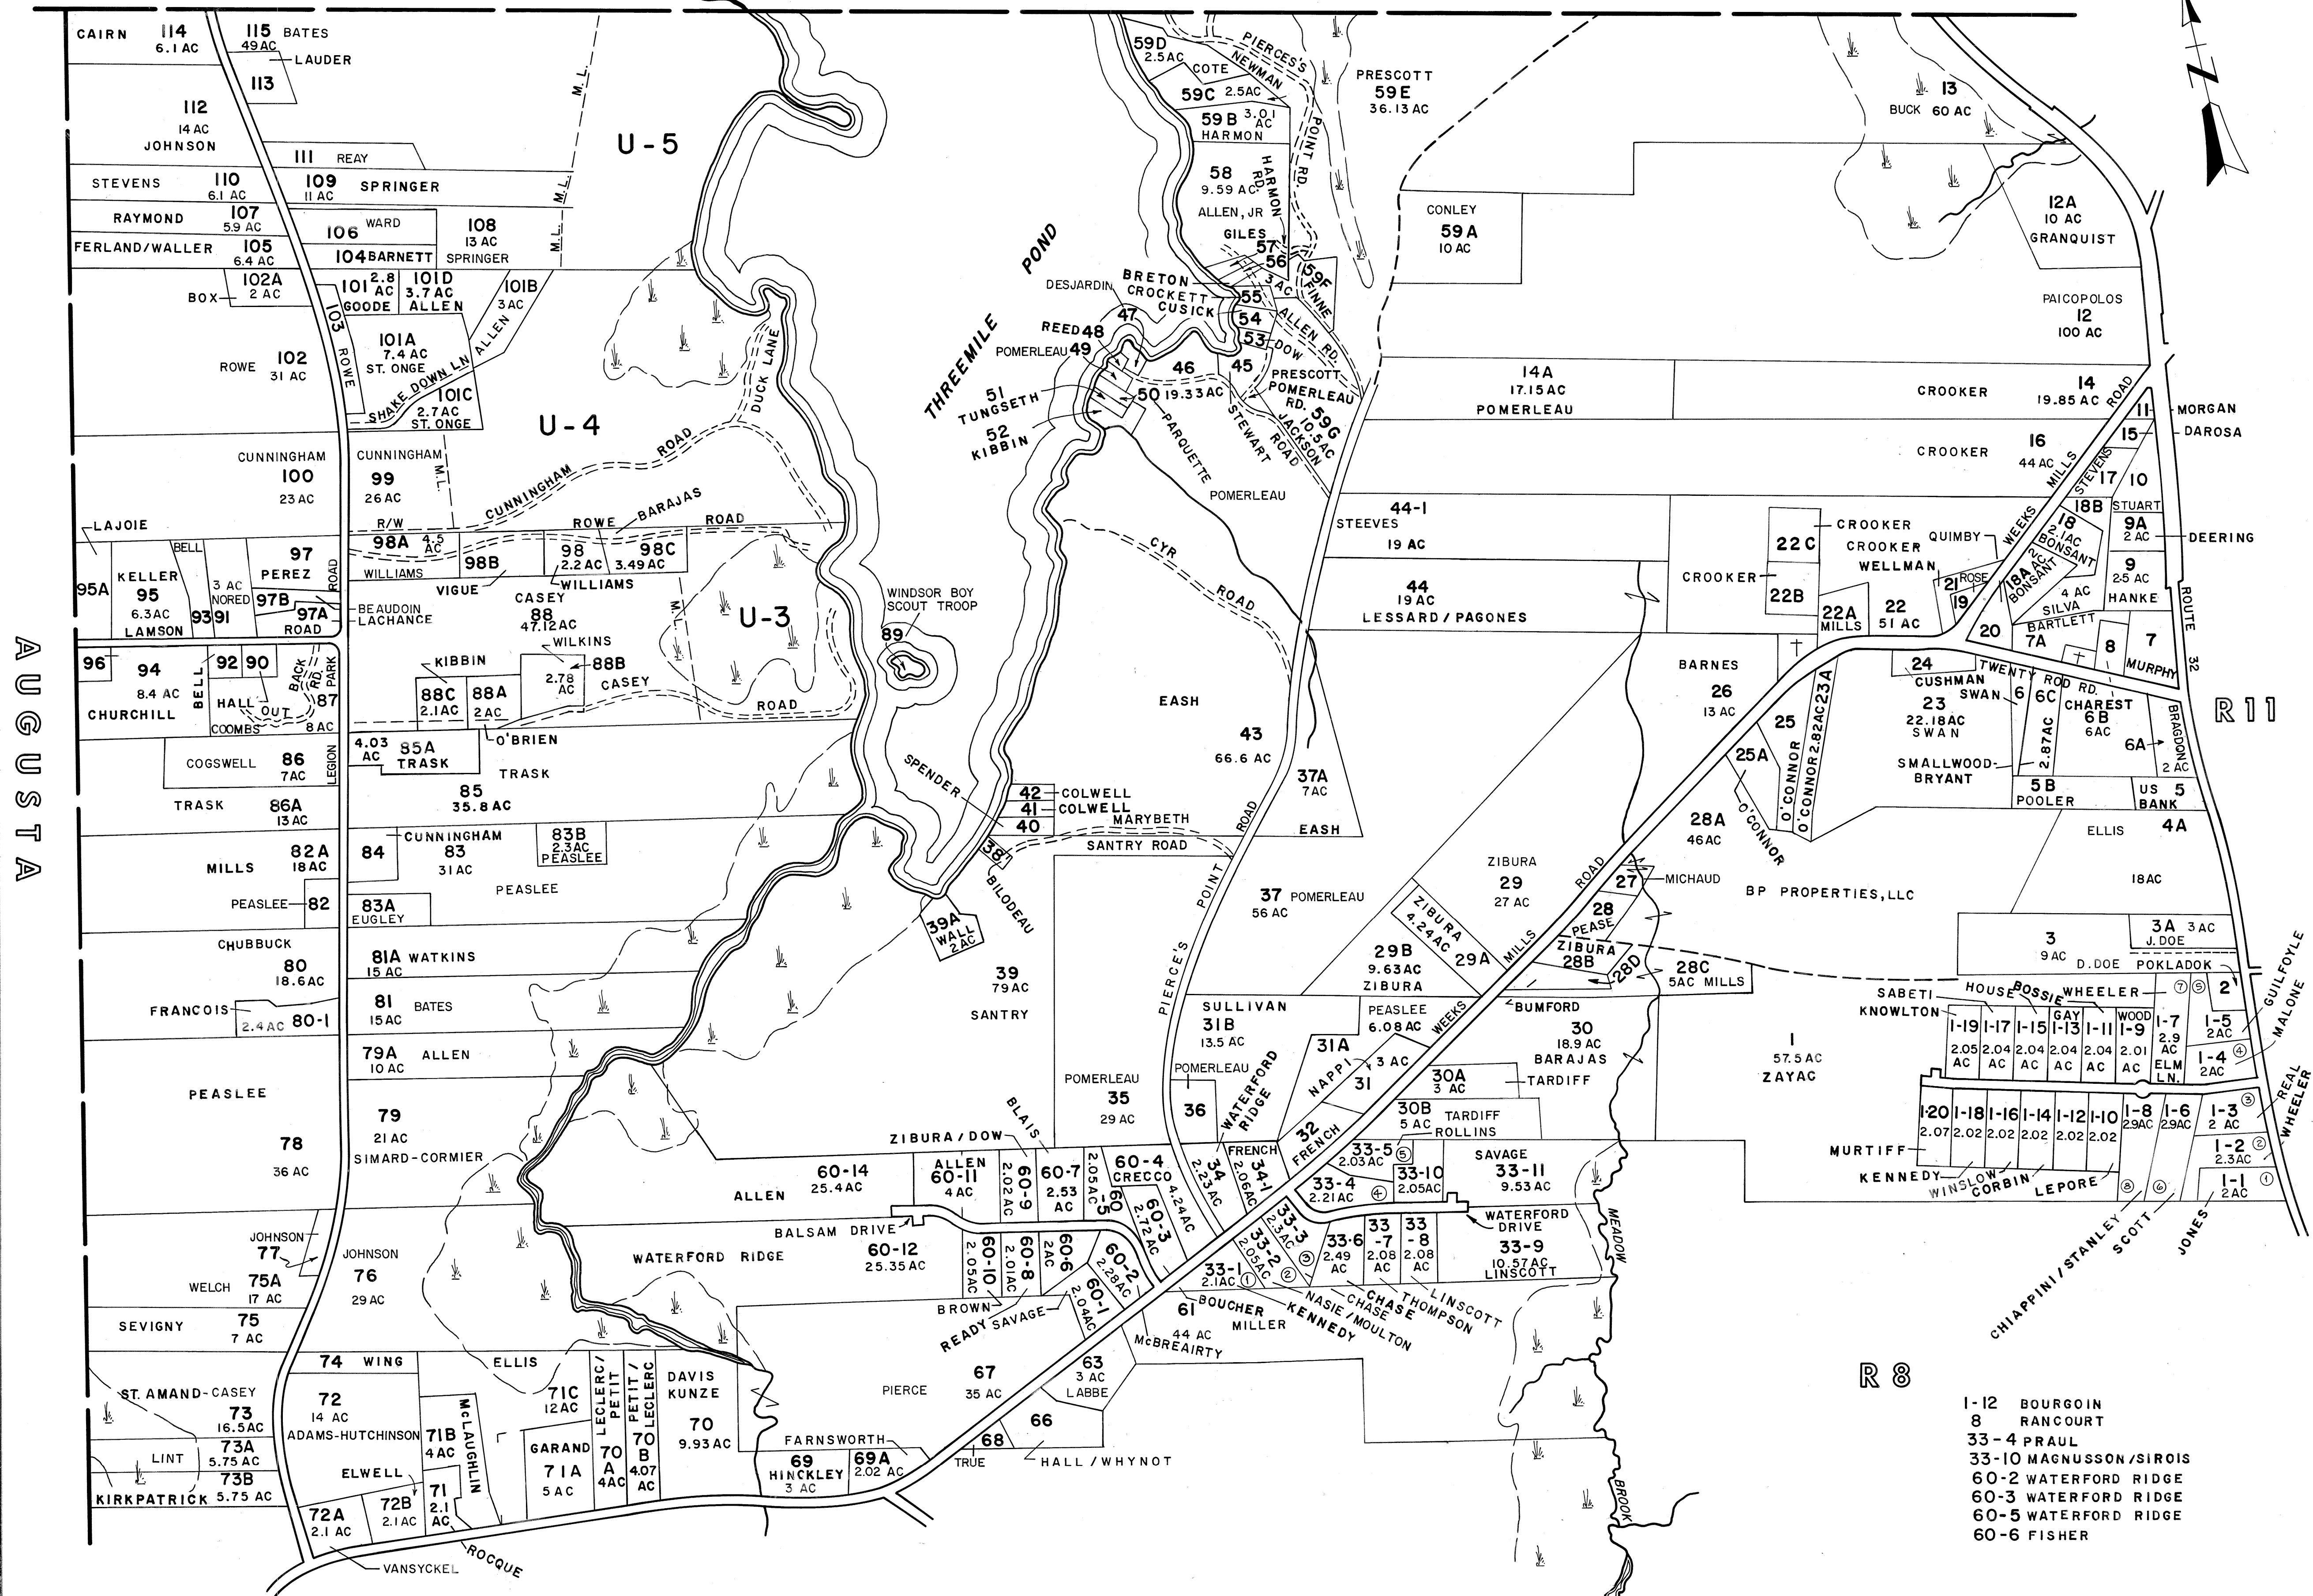 CAIRN 114
6.1 AC
115 BATES
49 AC
LAUDER
113
112
14 AC
JOHNSON
111 REAY
STEVENS 110
6.1 AC
109 SPRINGER
11 AC
RAYMOND 107
5.9 AC
106 WARD
108
13 AC
SPRINGER
FERLAND/WALLER 105
6.4 AC
104 BARNETT
102A
2 AC
BOX
101 2.8 AC
GOODE
101D
3.7 AC
ALLEN
101B
3 AC
ALLEN
103 ROWE
101A
7.4 AC
ST. ONGE
ROWE 102
31 AC
SHAKE DOWN LN
101C
2.7 AC
ST. ONGE
M.L.
M.L.
M.L.
M.L.
M.L.
U-5
U-4
U-3
DUCK LANE
CUNNINGHAM
100
23 AC
CUNNINGHAM
99
26 AC
CUNNINGHAM ROAD
R/W
ROWE ROAD
BARAJAS
98A 4.5 AC
WILLIAMS
98B
VIGUE
98
2.2 AC
WILLIAMS
98C
3.49 AC
LAJOIE
95A
KELLER
95
6.3 AC
LAMSON ROAD
BELL
93
91
3 AC
NORED
97
PEREZ
97B
97A
ROAD
BEAUDOIN
LACHANCE
CASEY
88
47.12 AC
WILKINS
88B
2.78 AC
CASEY ROAD
KIBBIN
88C
2.1 AC
88A
2 AC
O'BRIEN
96
94
8.4 AC
CHURCHILL
BELL
92
90
HALL
COOMBS
BACK RD.
OUT
PARK
87
8 AC
COGSWELL 86
7 AC
LEGION
4.03 AC
85A
TRASK
TRASK
85
35.8 AC
TRASK 86A
13 AC
84
CUNNINGHAM
83
31 AC
PEASLEE
83B
2.3 AC
PEASLEE
MILLS 82A
18 AC
PEASLEE 82
83A
EUGLEY
CHUBBUCK
80
18.6 AC
81A WATKINS
15 AC
FRANCOIS
2.4 AC 80-1
81 BATES
15 AC
79A ALLEN
10 AC
PEASLEE
78
36 AC
79
21 AC
SIMARD-CORMIER
JOHNSON
77
JOHNSON
76
29 AC
WELCH 75A
17 AC
SEVIGNY 75
7 AC
74 WING
ST. AMAND-CASEY
73
16.5 AC
LINT 73A
5.75 AC
73B
KIRKPATRICK 5.75 AC
72
14 AC
ADAMS-HUTCHINSON
ELWELL
72A
2.1 AC
72B
2.1 AC
VANSYCKEL
71B
4 AC
McLAUGHLIN
71
2.1 AC
ROCQUE
ELLIS
71C
12 AC
GARAND
71A
5 AC
LECLERC/PETIT
70A
4 AC
PETIT/LECLERC
70B
4.07 AC
DAVIS
KUNZE
70
9.93 AC
AUGUSTA
THREEMILE POND
WINDSOR BOY
SCOUT TROOP
89
59D
2.5 AC
COTE
59C 2.5 AC
NEWMAN
PIERCES'S POINT RD.
59B 3.01 AC
HARMON
58
9.59 AC
ALLEN, JR
HARMON RD.
GILES
57
56
3 AC
59F
FINNE
BRETON
CROCKETT
CUSICK
55
54
53 DOW
ALLEN RD.
DESJARDIN
47
REED 48
POMERLEAU 49
46
45
50 19.33 AC
51
TUNGSETH
52
KIBBIN
PARQUETTE
PRESCOTT
POMERLEAU RD.
59G
10.5 AC
JACKSON
STEWART ROAD
POMERLEAU
PRESCOTT
59E
36.13 AC
CONLEY
59A
10 AC
13
BUCK 60 AC
12A
10 AC
GRANQUIST
PAICOPOLOS
12
100 AC
14A
17.15 AC
POMERLEAU
CROOKER 14
19.85 AC
CROOKER 16
44 AC
WEEKS MILLS ROAD
11 MORGAN
15 DAROSA
STEVENS
17
10
STUART
18B
18
2.1 AC
BONSANT
9A
2 AC
DEERING
18A 2 AC
BONSANT
9
2.5 AC
HANKE
4 AC
SILVA
BARTLETT
7A
8
7
MURPHY
ROUTE 32
44-1
STEEVES
19 AC
44
19 AC
LESSARD/PAGONES
CROOKER
22C
CROOKER
22B
CROOKER
WELLMAN
QUIMBY
22A
MILLS
22
51 AC
21 ROSE
19
20
CYR ROAD
EASH
43
66.6 AC
37A
7 AC
EASH
BARNES
26
13 AC
25
O'CONNOR
25A
O'CONNOR
23A
O'CONNOR 2.82 AC
24
CUSHMAN
TWENTY ROD RD.
SWAN 6
23
22.18 AC
SWAN
6C
2.87 AC
CHAREST
6B
6 AC
6A
2 AC
BRAGDON
SMALLWOOD-
BRYANT
5B
POOLER
US 5
BANK
ELLIS 4A
18 AC
R11
SPENDER
42 COLWELL
41 COLWELL
40
MARYBETH
SANTRY ROAD
38
BILODEAU
39A
WALL
2 AC
39
79 AC
SANTRY
PIERCE'S POINT ROAD
37 POMERLEAU
56 AC
ZIBURA
29
27 AC
28A
46 AC
BP PROPERTIES, LLC
27 MICHAUD
28
PEASE
ZIBURA
28B
28D
28C
5 AC MILLS
ZIBURA
4.24 AC
29A
29B
9.63 AC
ZIBURA
WEEKS MILLS ROAD
3
9 AC
D. DOE
3A 3 AC
J. DOE
POKLADOK
2
SULLIVAN
31B
13.5 AC
PEASLEE
6.08 AC
31A
NAPPI
3 AC
31
BUMFORD
30
18.9 AC
BARAJAS
30A
3 AC
TARDIFF
30B
5 AC
TARDIFF
ROLLINS
1
57.5 AC
ZAYAC
SABETI
KNOWLTON
HOUSE
BOSSIE
WHEELER
GAY
WOOD
1-19
2.05 AC
1-17
2.04 AC
1-15
2.04 AC
1-13
2.04 AC
1-11
2.04 AC
1-9
2.01 AC
1-7
2.9 AC
ELM LN.
7
5
1-5
2 AC
1-4 4
2 AC
GUILFOYLE
MALONE
REAL
WHEELER
1-20
2.07
1-18
2.02
1-16
2.02
1-14
2.02
1-12
2.02
1-10
2.02
1-8
2.9 AC
1-6
2.9 AC
1-3 3
2 AC
1-2 2
2.3 AC
1-1 1
2 AC
8
6
MURTIFF
KENNEDY
WINSLOW
CORBIN
LEPORE
CHIAPPINI/STANLEY
SCOTT
JONES
POMERLEAU
35
29 AC
POMERLEAU
36
WATERFORD
RIDGE
34
2.23 AC
FRENCH
34-1
2.06 AC
32
FRENCH
33-5 5
2.03 AC
33-4 4
2.21 AC
33-10
2.05 AC
SAVAGE
33-11
9.53 AC
WATERFORD
DRIVE
33-9
10.57 AC
LINSCOTT
33-3
2.3 AC
3
33-2
2.05 AC
2
33-1
2.1 AC 1
33-6
2.49 AC
33-7
2.08 AC
33-8
2.08 AC
LINSCOTT
THOMPSON
CHASE
CHASE
NASIE/MOULTON
KENNEDY
MILLER
BOUCHER
61
44 AC
McBREAIRTY
MEADOW BROOK
ZIBURA/DOW
BLAIS
ALLEN
60-14
25.4 AC
ALLEN
60-11
4 AC
60-9
2.02 AC
60-7
2.53 AC
60-5
2.05 AC
60-4
CRECCO
4.24 AC
60-3
2.72 AC
BALSAM DRIVE
WATERFORD RIDGE
60-12
25.35 AC
60-10
2.05 AC
60-8
2.01 AC
60-6
2 AC
60-2
2.28 AC
60-1
2.04 AC
BROWN
READY
SAVAGE
67
PIERCE 35 AC
63
3 AC
LABBE
66
68
TRUE
HALL/WHYNOT
FARNSWORTH
69
HINCKLEY
3 AC
69A
2.02 AC
R 8
1-12 BOURGOIN
8 RANCOURT
33-4 PRAUL
33-10 MAGNUSSON/SIROIS
60-2 WATERFORD RIDGE
60-3 WATERFORD RIDGE
60-5 WATERFORD RIDGE
60-6 FISHER
N